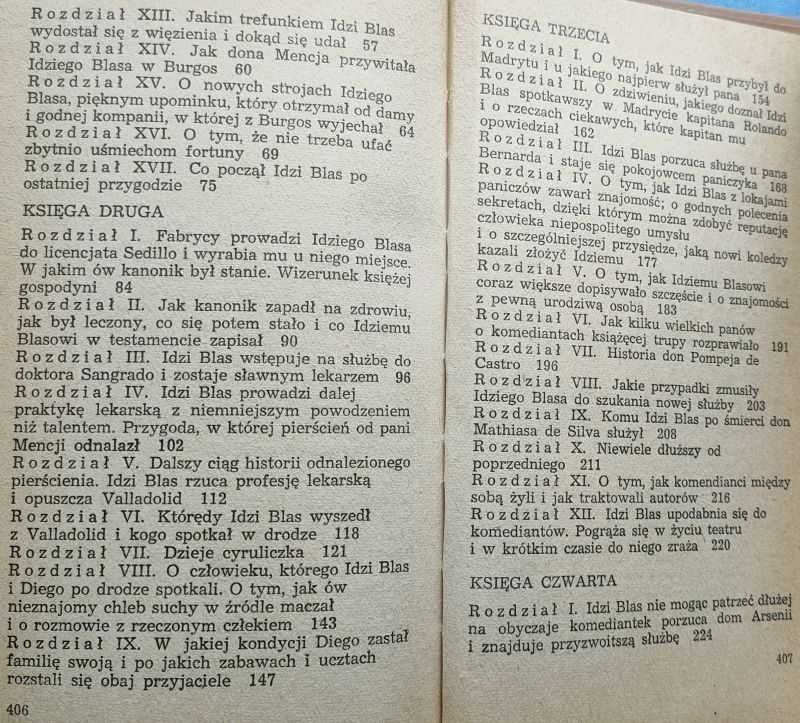 Rozdział XIII. Jakim trefunkiem Idzi Blas
wydostał się z więzienia i dokąd się udał 57
Rozdział XIV. Jak dona Mencja przywitała
Idziego Blasa w Burgos 60
Rozdział XV. O nowych strojach Idziego
Blasa, pięknym upominku, który otrzymał od damy
i godnej kompanii, w której z Burgos wyjechał 64
Rozdział XVI. O tym, że nie trzeba ufać
zbytnio uśmiechom fortuny 69
Rozdział XVII. Co począł Idzi Blas po
ostatniej przygodzie 75
KSIĘGA DRUGA
Rozdział I. Fabrycy prowadzi Idziego Blasa
do licencjata Sedillo i wyrabia mu u niego miejsce.
W jakim ów kanonik był stanie. Wizerunek księżej
gospodyni 84
Rozdział II. Jak kanonik zapadł na zdrowiu,
jak był leczony, co się potem stało i co Idziemu
Blasowi w testamencie zapisał 90
Rozdział III. Idzi Blas wstępuje na służbę do
doktora Sangrado i zostaje sławnym lekarzem 96
Rozdział IV. Idzi Blas prowadzi dalej
praktykę lekarską z niemniejszym powodzeniem
niż talentem. Przygoda, w której pierścień od pani
Mencji odnalazł 102
Rozdział V. Dalszy ciąg historii odnalezionego
pierścienia. Idzi Blas rzuca profesję lekarską
i opuszcza Valladolid 112
Rozdział VI. Którędy Idzi Blas wyszedł
z Valladolid i kogo spotkał w drodze 118
Rozdział VII. Dzieje cyruliczka 121
Rozdział VIII. O człowieku, którego Idzi Blas
i Diego po drodze spotkali. O tym, jak ów
nieznajomy chleb suchy w źródle maczał
i o rozmowie z rzeczonym człekiem 143
Rozdział IX. W jakiej kondycji Diego zastał
familię swoją i po jakich zabawach i ucztach
rozstali się obaj przyjaciele 147
406
KSIĘGA TRZECIA
Rozdział I. O tym, jak Idzi Blas przybył do
Madrytu i u jakiego najpierw służył pana 154
Rozdział II. O zdziwieniu, jakiego doznał Idzi
Blas spotkawszy w Madrycie kapitana Rolando
i o rzeczach ciekawych, które kapitan mu
opowiedział 162
Rozdział III. Idzi Blas porzuca służbę u pana
Bernarda i staje się pokojowcem paniczyka 168
Rozdział IV. O tym, jak Idzi Blas z lokajami
paniczów zawarł znajomość; o godnych polecenia
sekretach, dzięki którym można zdobyć reputację
człowieka niepospolitego umysłu
i o szczególniejszej przysiędze, jaką nowi koledzy
kazali złożyć Idziemu 177
Rozdział V. O tym, jak Idziemu Blasowi
coraz większe dopisywało szczęście i o znajomości
z pewną urodziwą osobą 183
Rozdział VI. Jak kilku wielkich panów
o komediantach książęcej trupy rozprawiało 191
Rozdział VII. Historia don Pompeja de
Castro 196
Rozdział VIII. Jakie przypadki zmusiły
Idziego Blasa do szukania nowej służby 203
Rozdział IX. Komu Idzi Blas po śmierci don
Mathiasa de Silva służył 208
Rozdział X. Niewiele dłuższy od
poprzedniego 211
Rozdział XI. O tym, jak komendianci między
sobą żyli i jak traktowali autorów 216
Rozdział XII. Idzi Blas upodabnia się do
komediantów. Pogrąża się w życiu teatru
i w krótkim czasie do niego zraża 220
KSIĘGA CZWARTA
Rozdział I. Idzi Blas nie mogąc patrzeć dłużej
na obyczaje komediantek porzuca dom Arsenii
i znajduje przyzwoitszą służbę 224
407